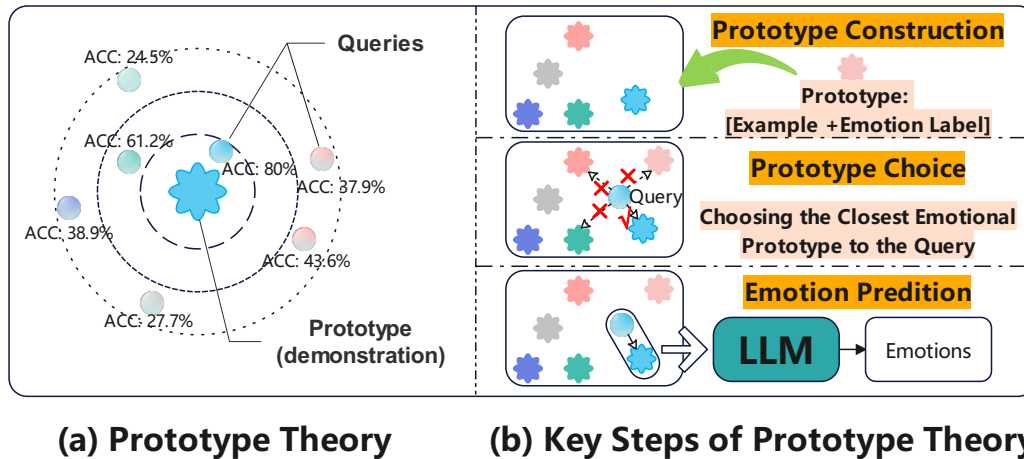 ACC: 24.5%
Queries
ACC: 61.2%
ACC: 80%
ACC: 37.9%
ACC: 38.9%
ACC: 43.6%
ACC: 27.7%
Prototype
(demonstration)
(a) Prototype Theory
Prototype Construction
Prototype:
[Example +Emotion Label]
Prototype Choice
Query
Choosing the Closest Emotional
Prototype to the Query
Emotion Predition
LLM
Emotions
(b) Key Steps of Prototype Theory